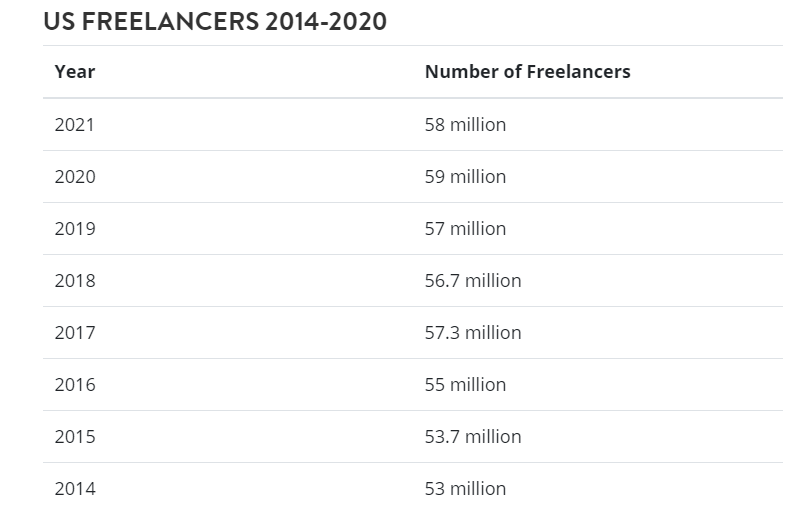 US FREELANCERS 2014-2020
Year Number of Freelancers
2021 58 million
2020 59 million
2019 57 million
2018 56.7 million
2017 57.3 million
2016 55 million
2015 53.7 million
2014 53 million